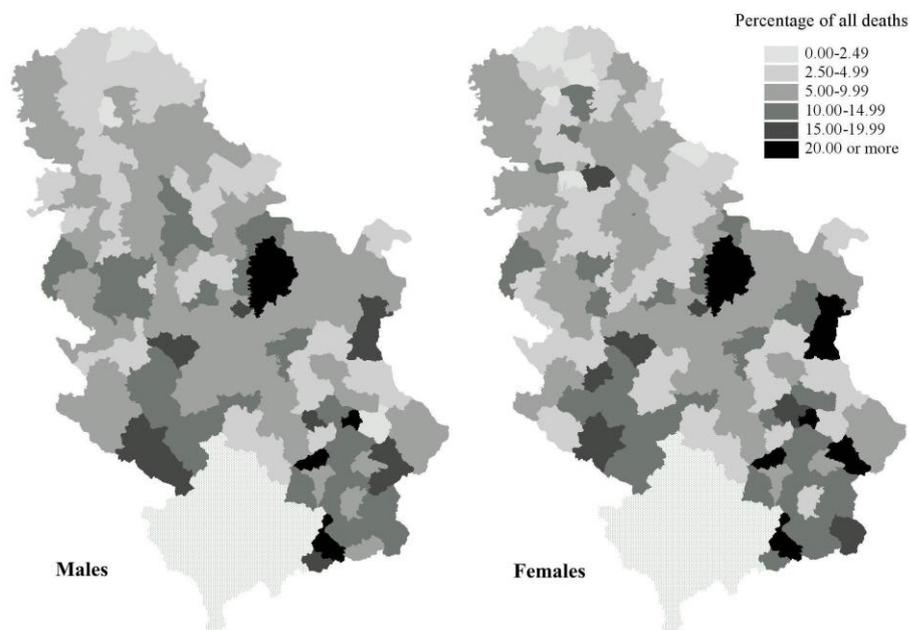 Percentage of all deaths
0.00-2.49
2.50-4.99
5.00-9.99
10.00-14.99
15.00-19.99
20.00 or more
Males
Females